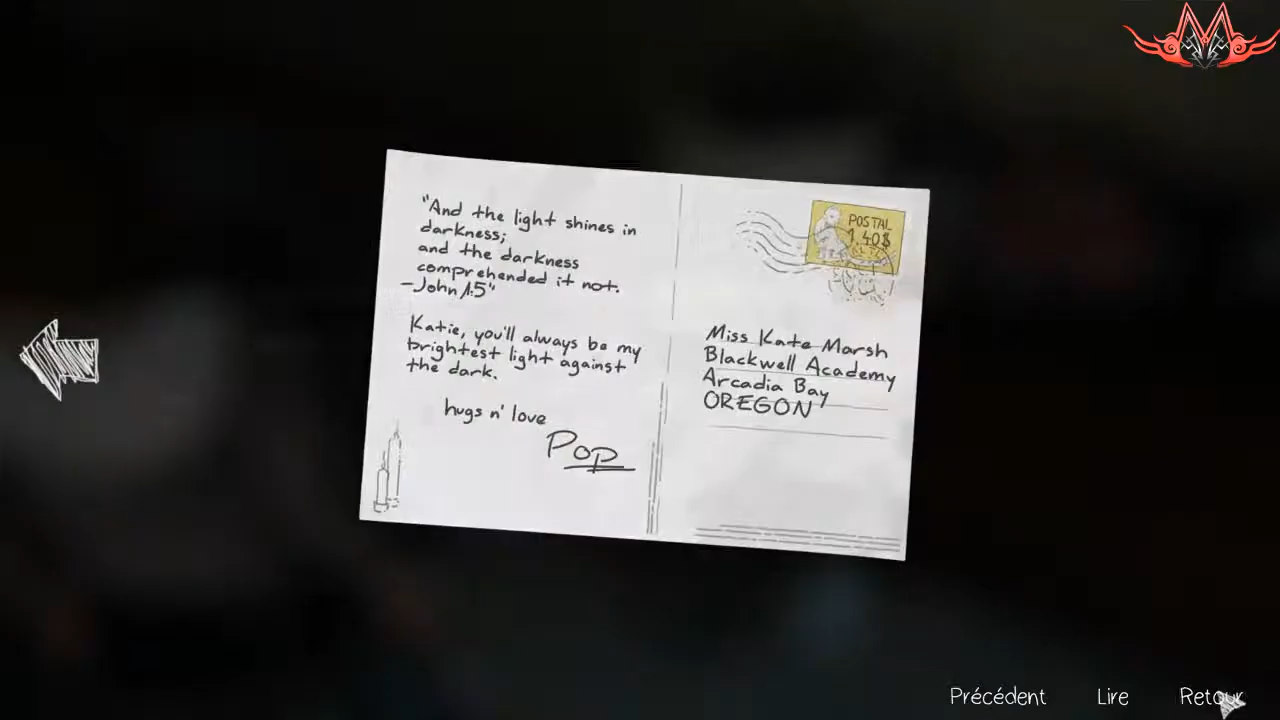 "And the light shines in
darkness;
and the darkness
comprehended it not.
-John 1:5"
Katie, you'll always be my
brightest light against
the dark.
hugs n' love
Pop
POSTAL
1.40$
Miss Kate Marsh
Blackwell Academy
Arcadia Bay
OREGON
Précédent Lire Retour